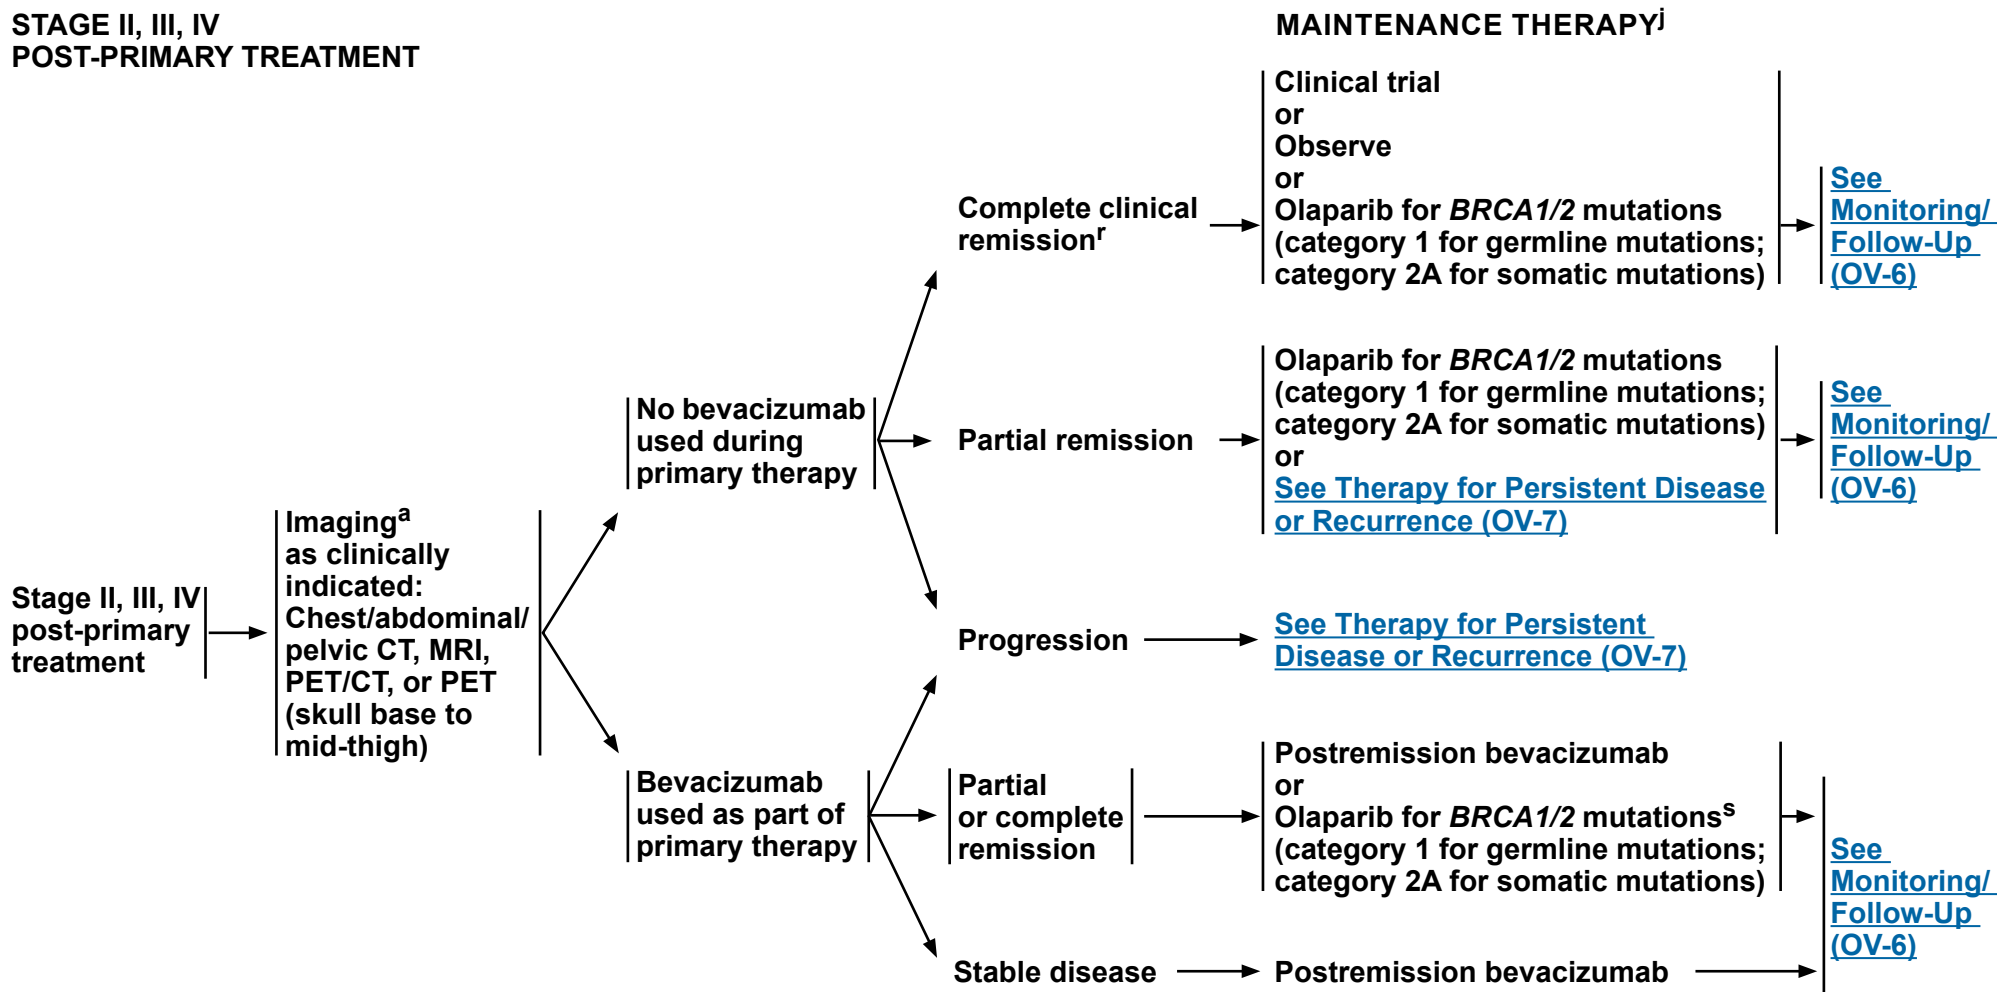 STAGE II, III, IV
POST-PRIMARY TREATMENT
MAINTENANCE THERAPYj
Stage II, III, IV
post-primary
treatment
Imaginga
as clinically
indicated:
Chest/abdominal/
pelvic CT, MRI,
PET/CT, or PET
(skull base to
mid-thigh)
No bevacizumab
used during
primary therapy
Complete clinical
remissionr
Clinical trial
or
Observe
or
Olaparib for BRCA1/2 mutations
(category 1 for germline mutations;
category 2A for somatic mutations)
See
Monitoring/
Follow-Up
(OV-6)
Partial remission
Olaparib for BRCA1/2 mutations
(category 1 for germline mutations;
category 2A for somatic mutations)
or
See Therapy for Persistent Disease
or Recurrence (OV-7)
See
Monitoring/
Follow-Up
(OV-6)
Progression
See Therapy for Persistent
Disease or Recurrence (OV-7)
Bevacizumab
used as part of
primary therapy
Partial
or complete
remission
Postremission bevacizumab
or
Olaparib for BRCA1/2 mutationss
(category 1 for germline mutations;
category 2A for somatic mutations)
Stable disease
Postremission bevacizumab
See
Monitoring/
Follow-Up
(OV-6)